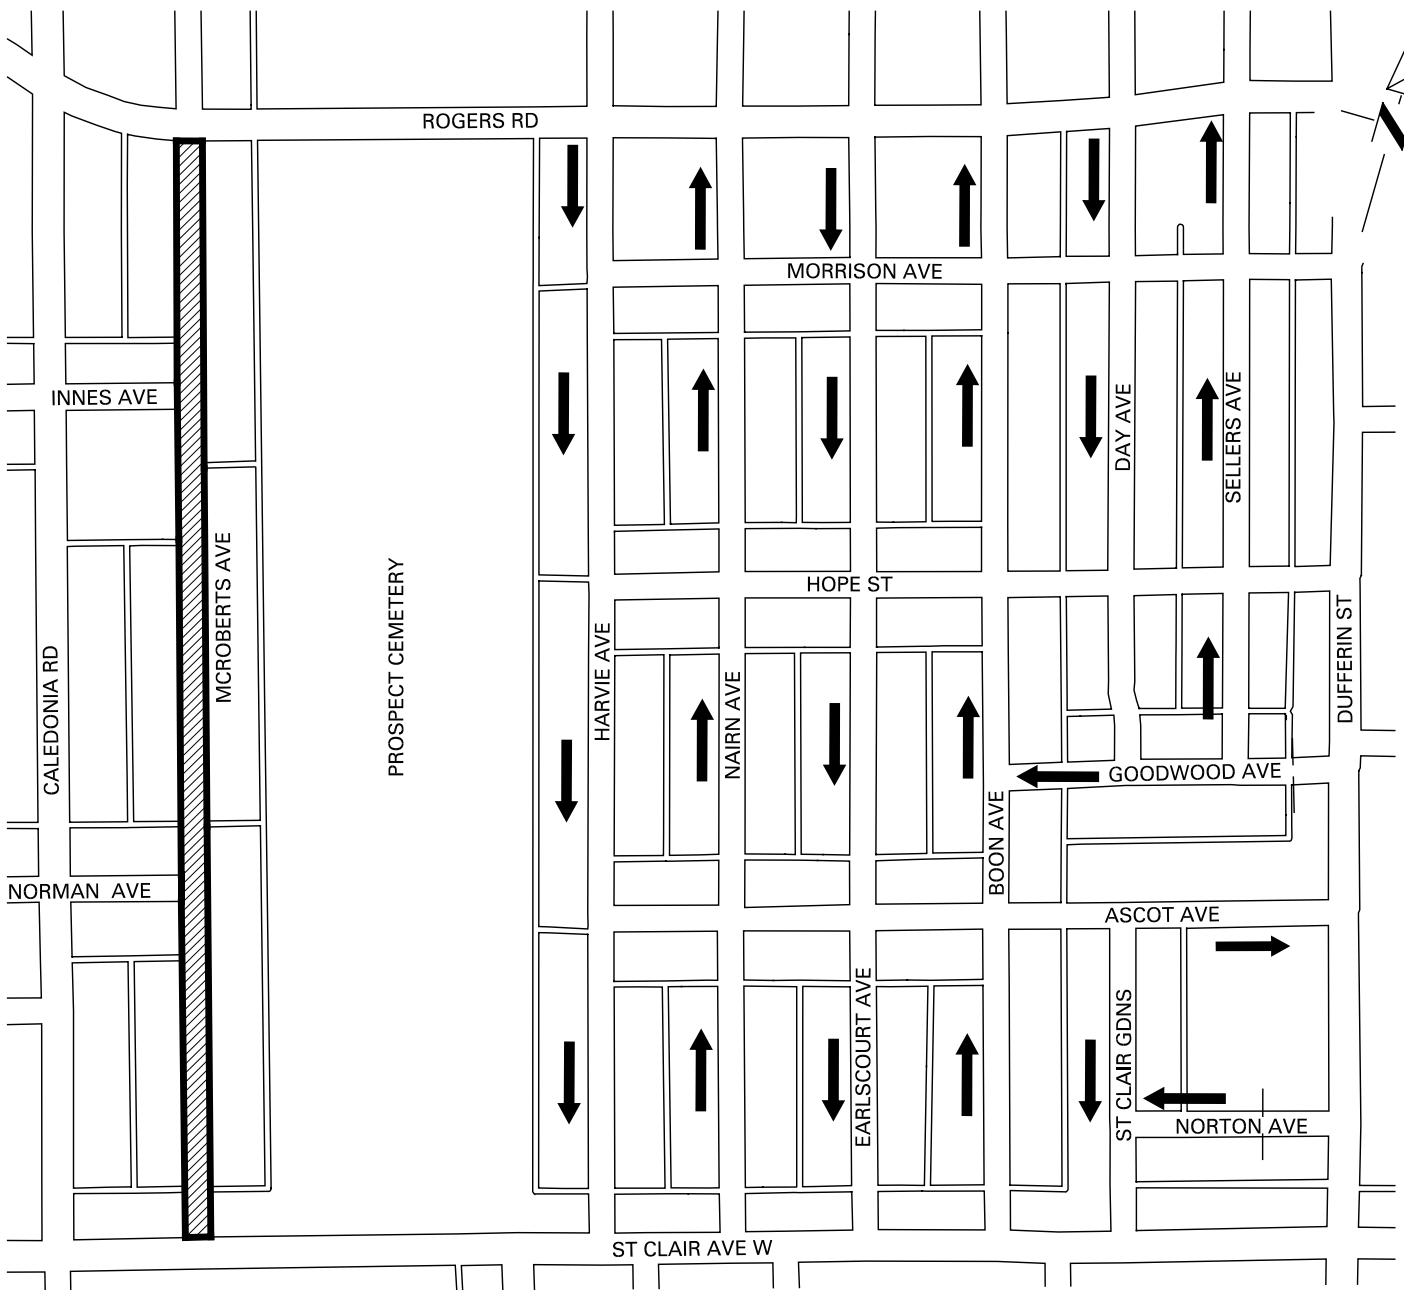 ROGERS RD
MORRISON AVE
INNES AVE
DAY AVE
SELLERS AVE
MCROBERTS AVE
PROSPECT CEMETERY
HOPE ST
HARVIE AVE
DUFFERIN ST
CALEDONIA RD
NAIRN AVE
GOODWOOD AVE
BOON AVE
NORMAN AVE
ASCOT AVE
EARLSCOURT AVE
ST CLAIR GDNS
NORTON AVE
ST CLAIR AVE W